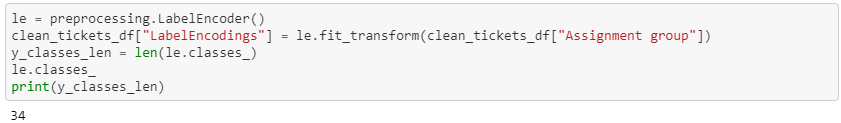 le = preprocessing.LabelEncoder()
clean_tickets_df["LabelEncodings"] = le.fit_transform(clean_tickets_df["Assignment group"])
y_classes_len = len(le.classes_)
le.classes_
print(y_classes_len)
34